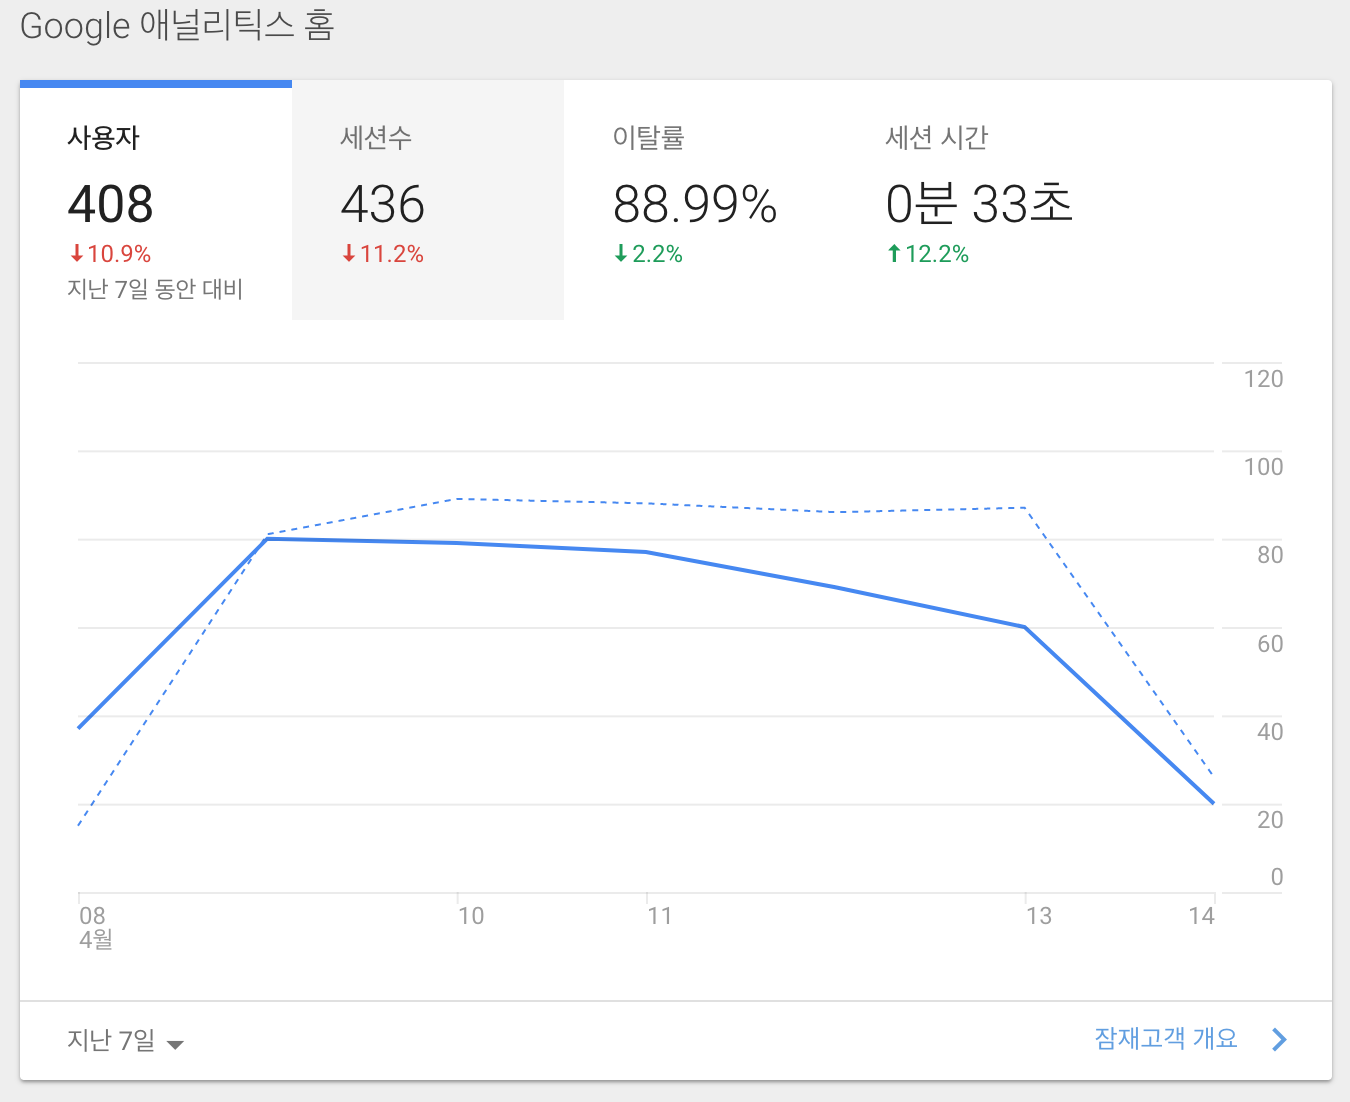 Google 애널리틱스 홈
사용자
408
↓10.9%
지난 7일 동안 대비
세션수
436
↓11.2%
이탈률
88.99%
↓2.2%
세션 시간
0분 33초
↑12.2%
120
100
80
60
40
20
0
08 10 11 13 14
4월
지난 7일
잠재고객 개요